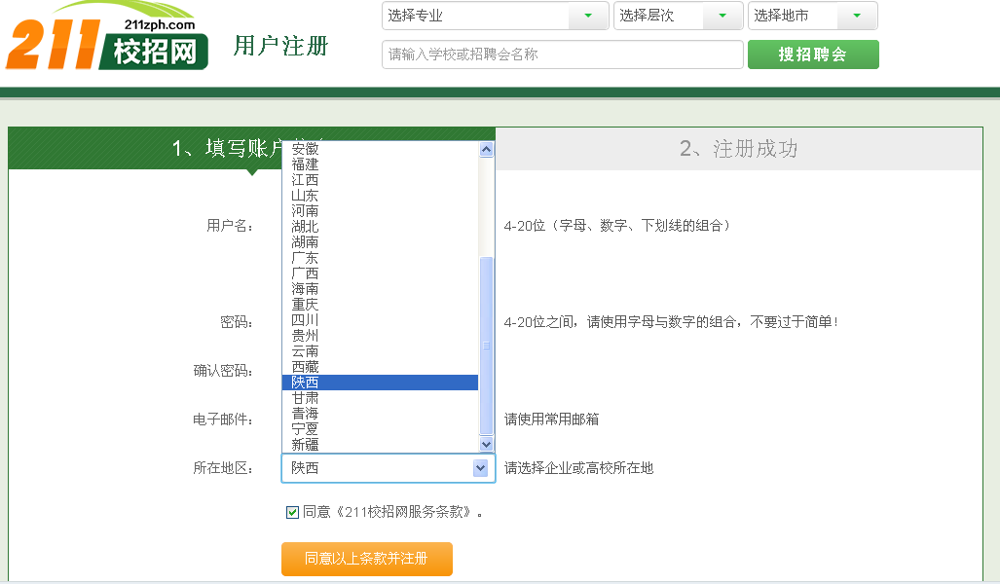 211zph.com
211校招网
用户注册
选择专业
选择层次
选择地市
请输入学校或招聘会名称
搜招聘会
1、填写账户
2、注册成功
安徽
福建
江西
山东
河南
湖北
湖南
广东
广西
海南
重庆
四川
贵州
云南
西藏
陕西
甘肃
青海
宁夏
新疆
用户名：
4-20位（字母、数字、下划线的组合）
密码：
4-20位之间，请使用字母与数字的组合，不要过于简单！
确认密码：
电子邮件：
请使用常用邮箱
所在地区：
陕西
请选择企业或高校所在地
同意《211校招网服务条款》。
同意以上条款并注册